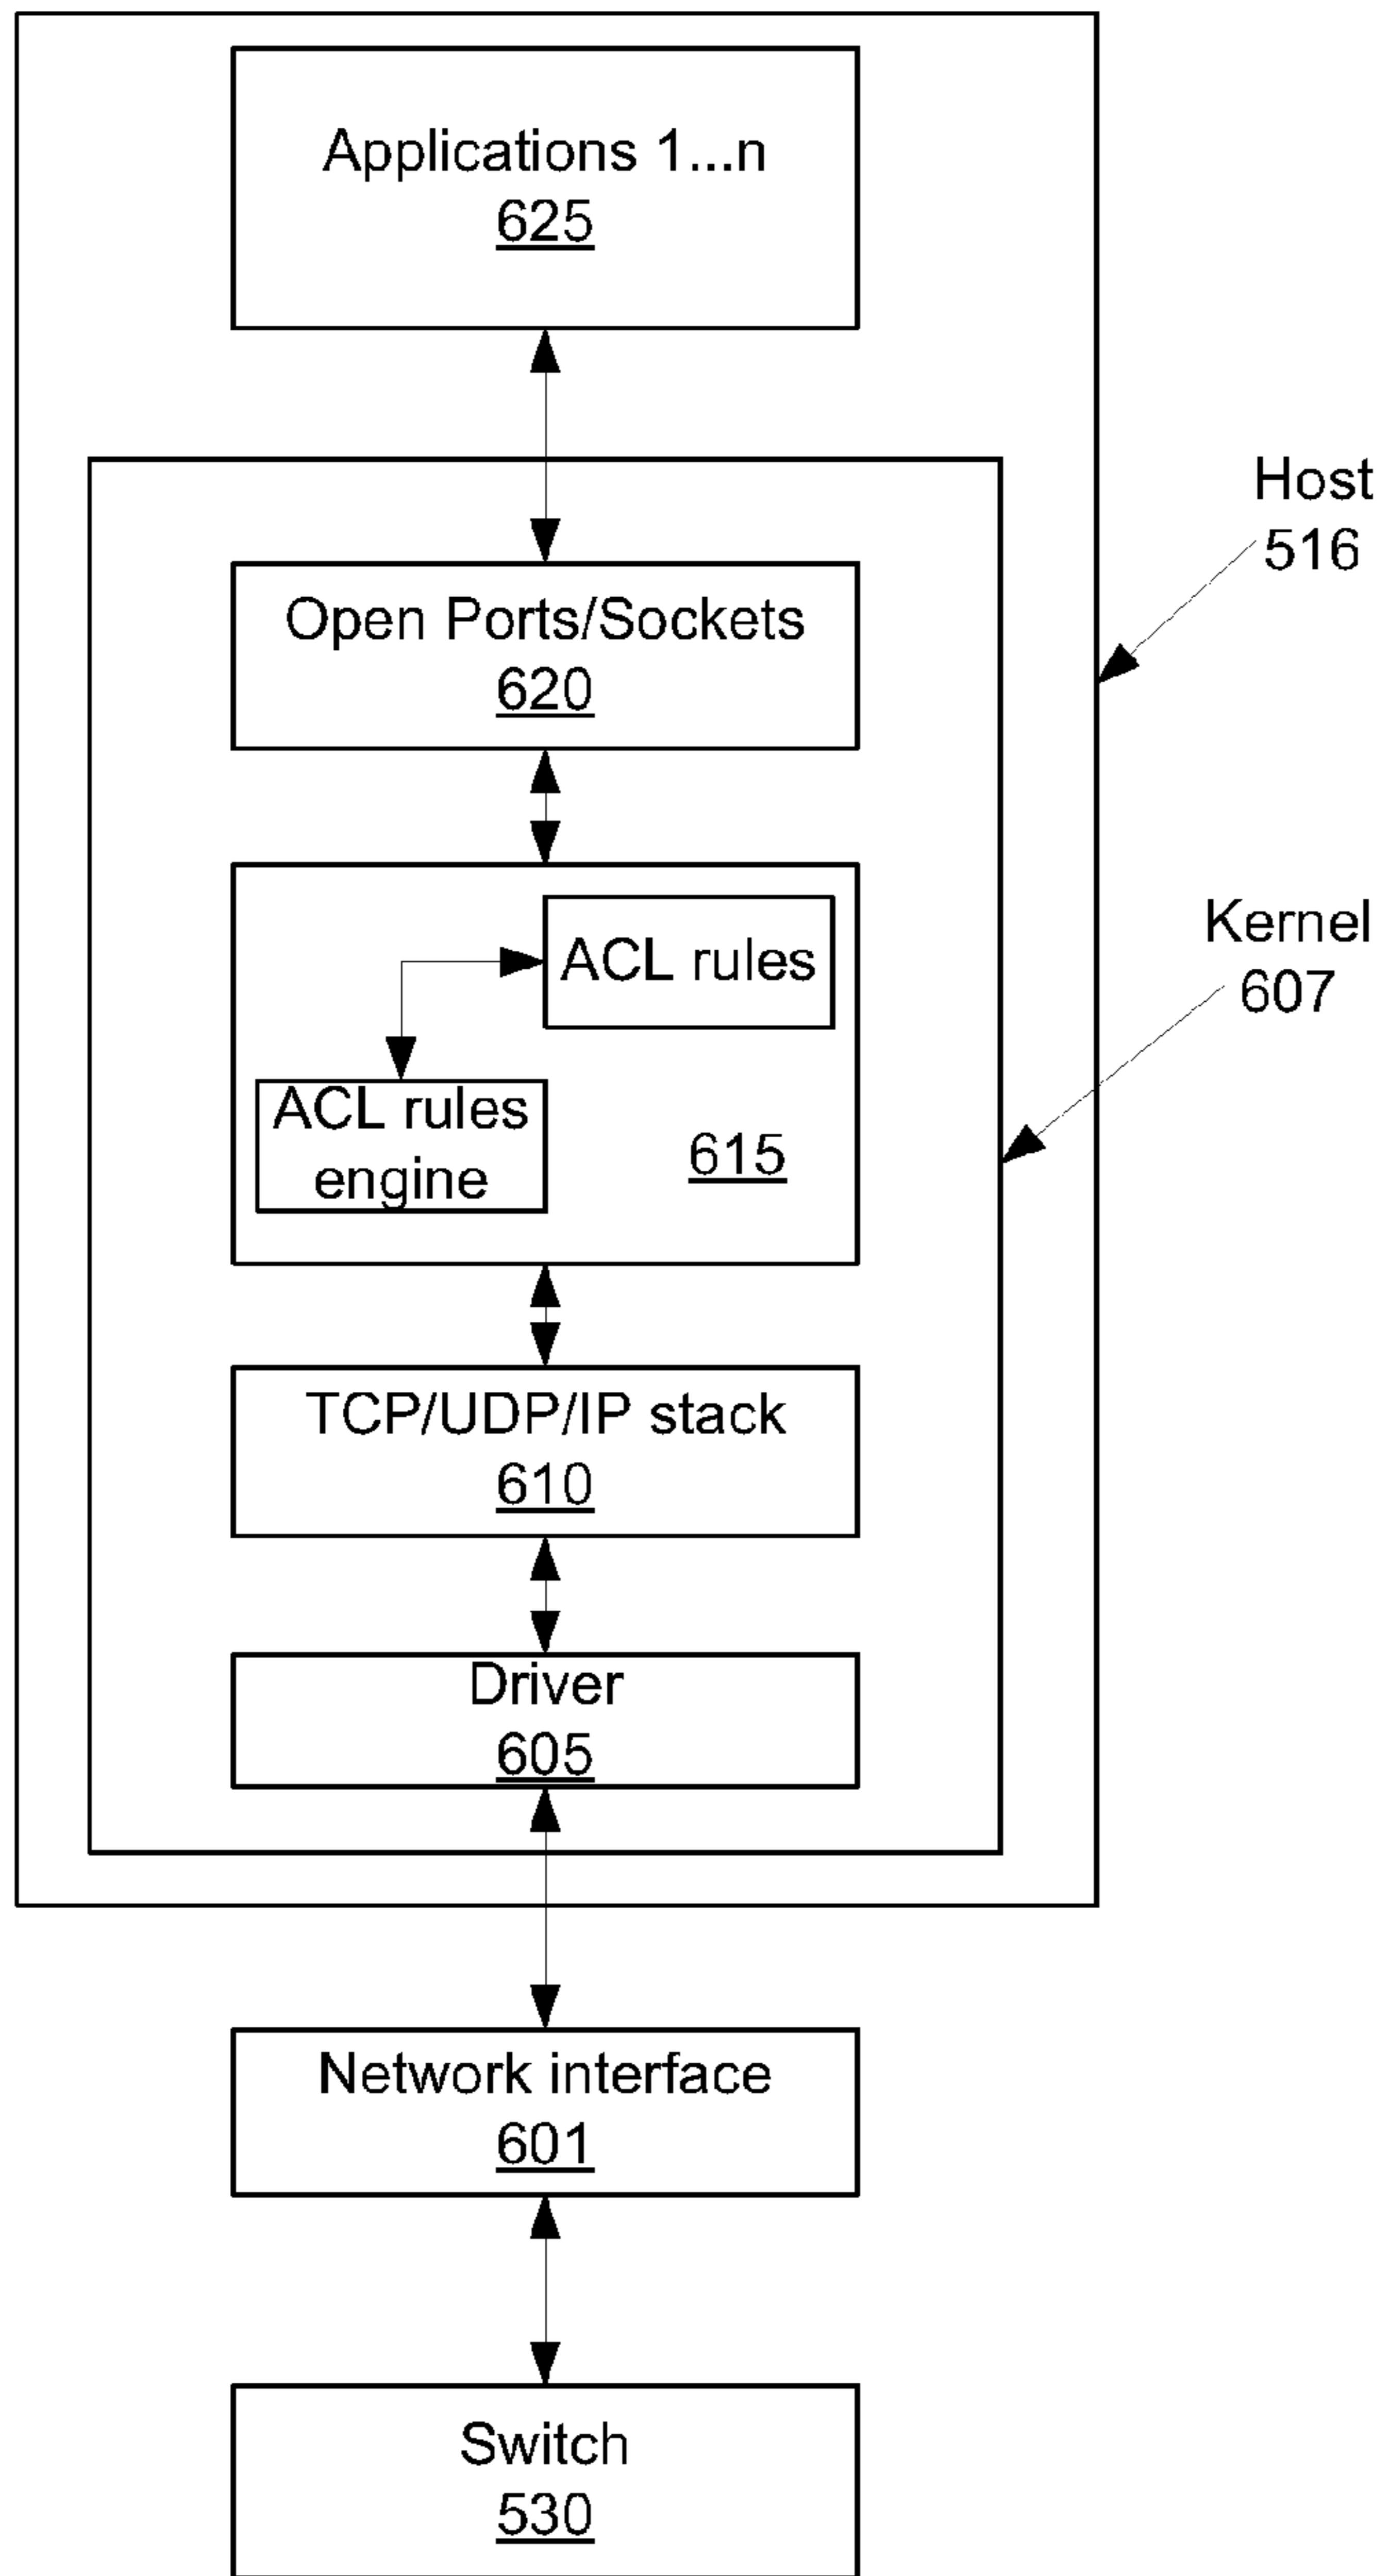 Applications 1...n
625
Host
516
Open Ports/Sockets
620
Kernel
607
ACL rules
ACL rules
engine
615
TCP/UDP/IP stack
610
Driver
605
Network interface
601
Switch
530